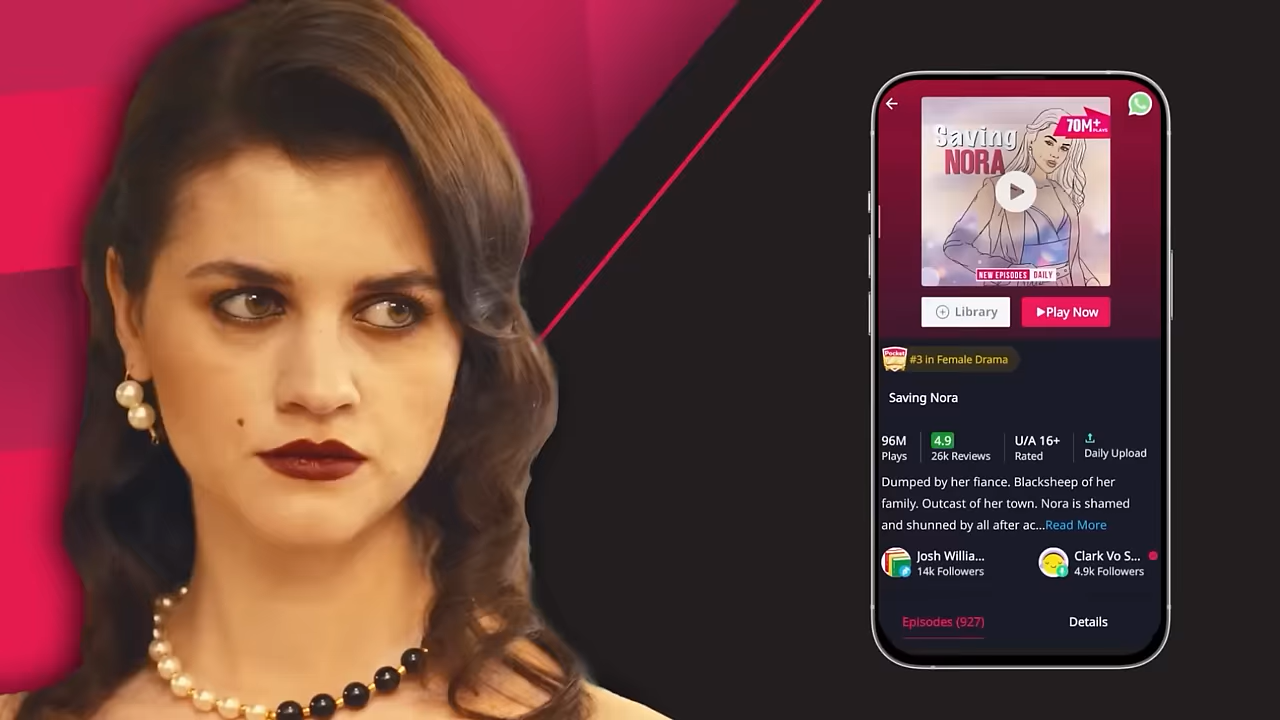 Saving
NORA
70M+
PLAYS
NEW EPISODES DAILY
Library
Play Now
Pocket
#3 in Female Drama
Saving Nora
96M
Plays
4.9
26k Reviews
U/A 16+
Rated
Daily Upload
Dumped by her fiance. Blacksheep of her
family. Outcast of her town. Nora is shamed
and shunned by all after ac...Read More
Josh Willia...
14k Followers
Clark Vo S...
4.9k Followers
Episodes (927)
Details